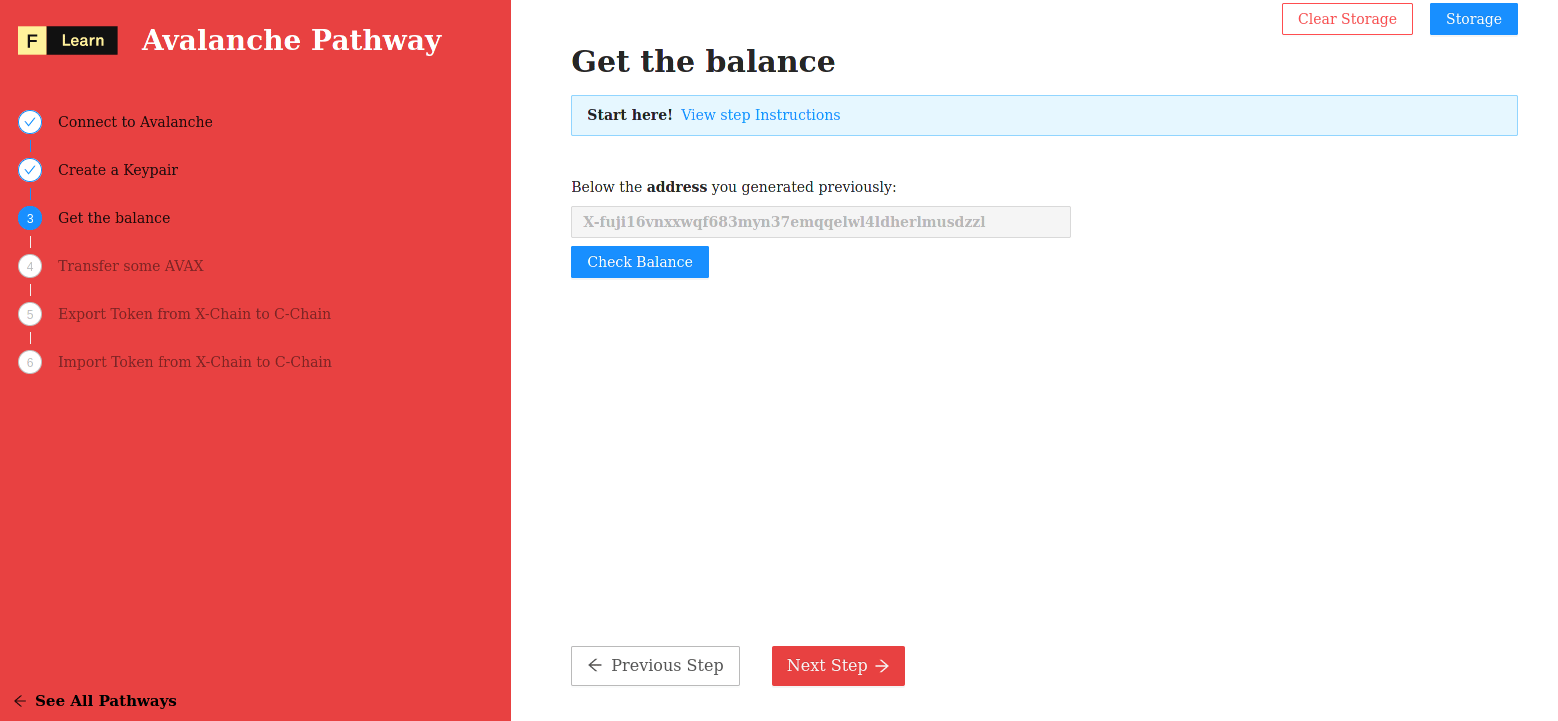 F Learn
Avalanche Pathway
Connect to Avalanche
Create a Keypair
3 Get the balance
4 Transfer some AVAX
5 Export Token from X-Chain to C-Chain
6 Import Token from X-Chain to C-Chain
See All Pathways
Clear Storage
Storage
Get the balance
Start here! View step Instructions
Below the address you generated previously:
X-fuji16vnxxwqf683myn37emqqelwl4ldherlmusdzzl
Check Balance
Previous Step
Next Step